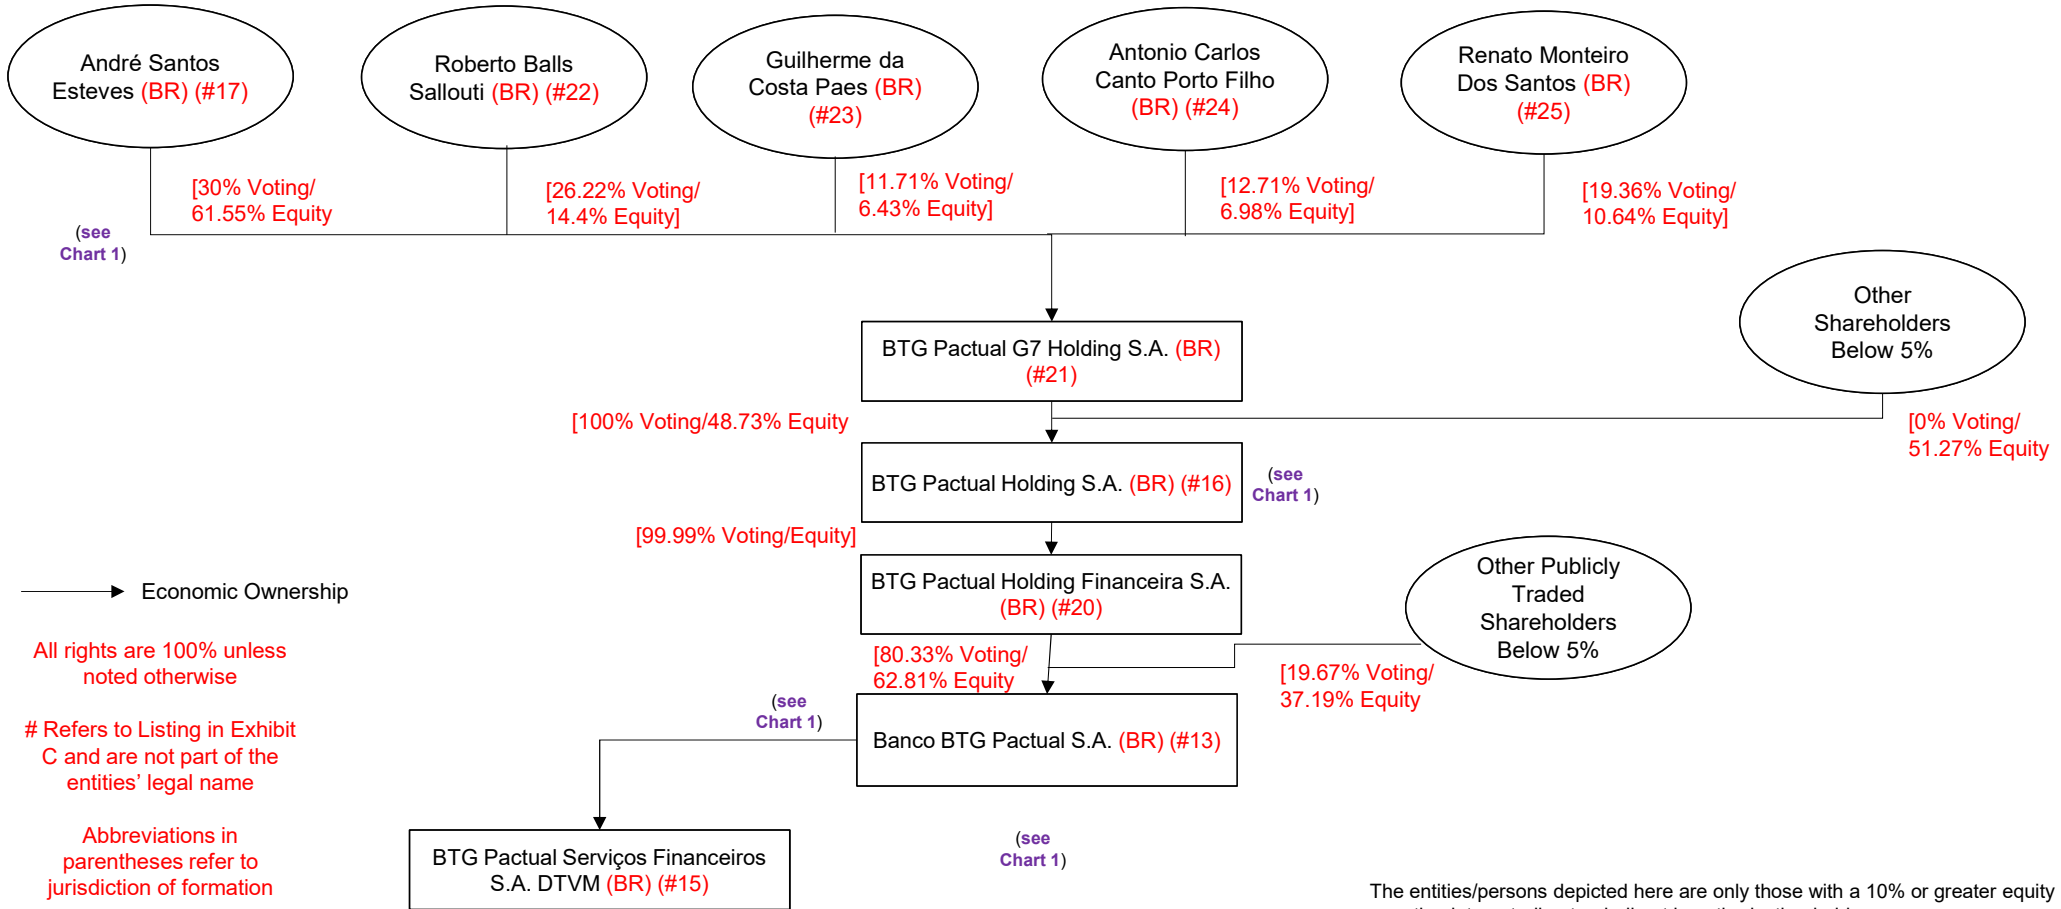 André Santos
Esteves (BR) (#17)
Roberto Balls
Sallouti (BR) (#22)
Guilherme da
Costa Paes (BR)
(#23)
Antonio Carlos
Canto Porto Filho
(BR) (#24)
Renato Monteiro
Dos Santos (BR)
(#25)
[30% Voting/
61.55% Equity
[26.22% Voting/
14.4% Equity]
[11.71% Voting/
6.43% Equity]
[12.71% Voting/
6.98% Equity]
[19.36% Voting/
10.64% Equity]
(see
Chart 1)
Other
Shareholders
Below 5%
BTG Pactual G7 Holding S.A. (BR)
(#21)
[100% Voting/48.73% Equity
[0% Voting/
51.27% Equity
BTG Pactual Holding S.A. (BR) (#16)
(see
Chart 1)
[99.99% Voting/Equity]
BTG Pactual Holding Financeira S.A.
(BR) (#20)
Other Publicly
Traded
Shareholders
Below 5%
Economic Ownership
All rights are 100% unless
noted otherwise
[80.33% Voting/
62.81% Equity
[19.67% Voting/
37.19% Equity
(see
Chart 1)
# Refers to Listing in Exhibit
C and are not part of the
entities' legal name
Banco BTG Pactual S.A. (BR) (#13)
Abbreviations in
parentheses refer to
jurisdiction of formation
BTG Pactual Serviços Financeiros
S.A. DTVM (BR) (#15)
(see
Chart 1)
The entities/persons depicted here are only those with a 10% or greater equity